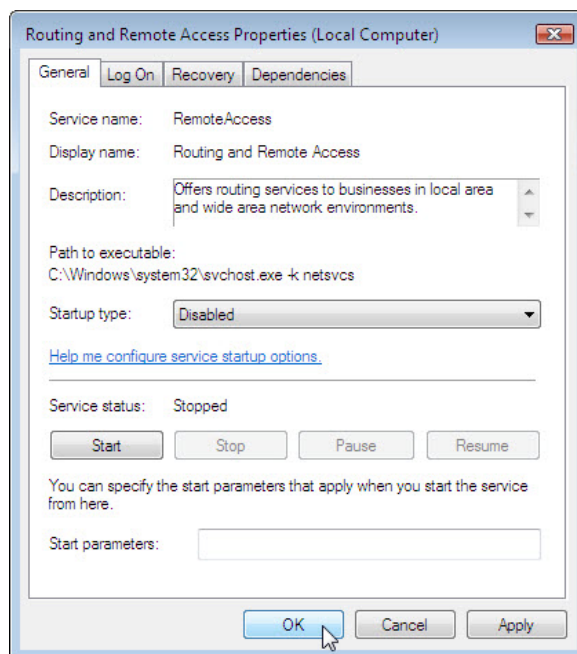 Routing and Remote Access Properties (Local Computer)
General Log On Recovery Dependencies
Service name: RemoteAccess
Display name: Routing and Remote Access
Description: Offers routing services to businesses in local area
and wide area network environments.
Path to executable:
C:\Windows\system32\svchost.exe -k netsvcs
Startup type: Disabled
Help me configure service startup options.
Service status: Stopped
Start Stop Pause Resume
You can specify the start parameters that apply when you start the service
from here.
Start parameters:
OK Cancel Apply